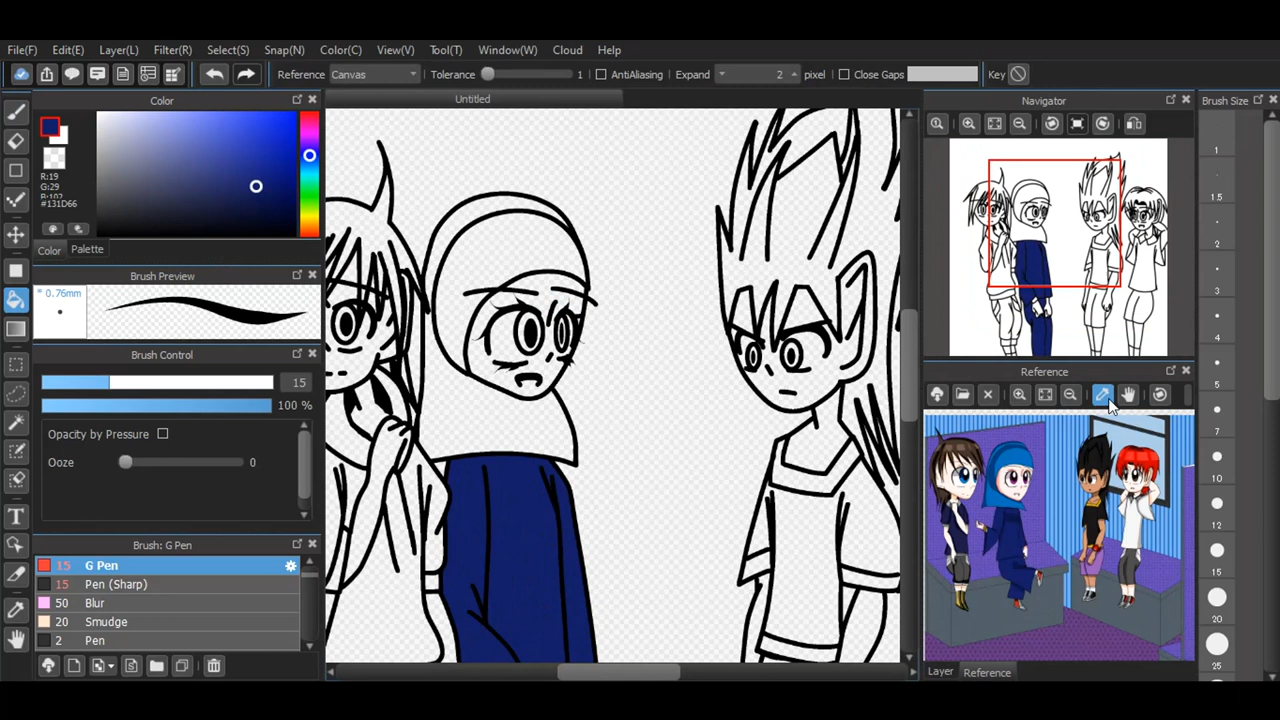 File(F) Edit(E) Layer(L) Filter(R) Select(S) Snap(N) Color(C) View(V) Tool(T) Window(W) Cloud Help
Reference Canvas Tolerance 1 AntiAliasing Expand 2 pixel Close Gaps Key
Color
Untitled
Navigator
Brush Size
R:19
G:29
B:102
#131D66
Color Palette
Brush Preview
* 0.76mm
Brush Control
15
100 %
Opacity by Pressure
Ooze 0
Brush: G Pen
15 G Pen
15 Pen (Sharp)
50 Blur
20 Smudge
2 Pen
Reference
Layer Reference
1
1.5
2
3
4
5
7
10
12
15
20
25